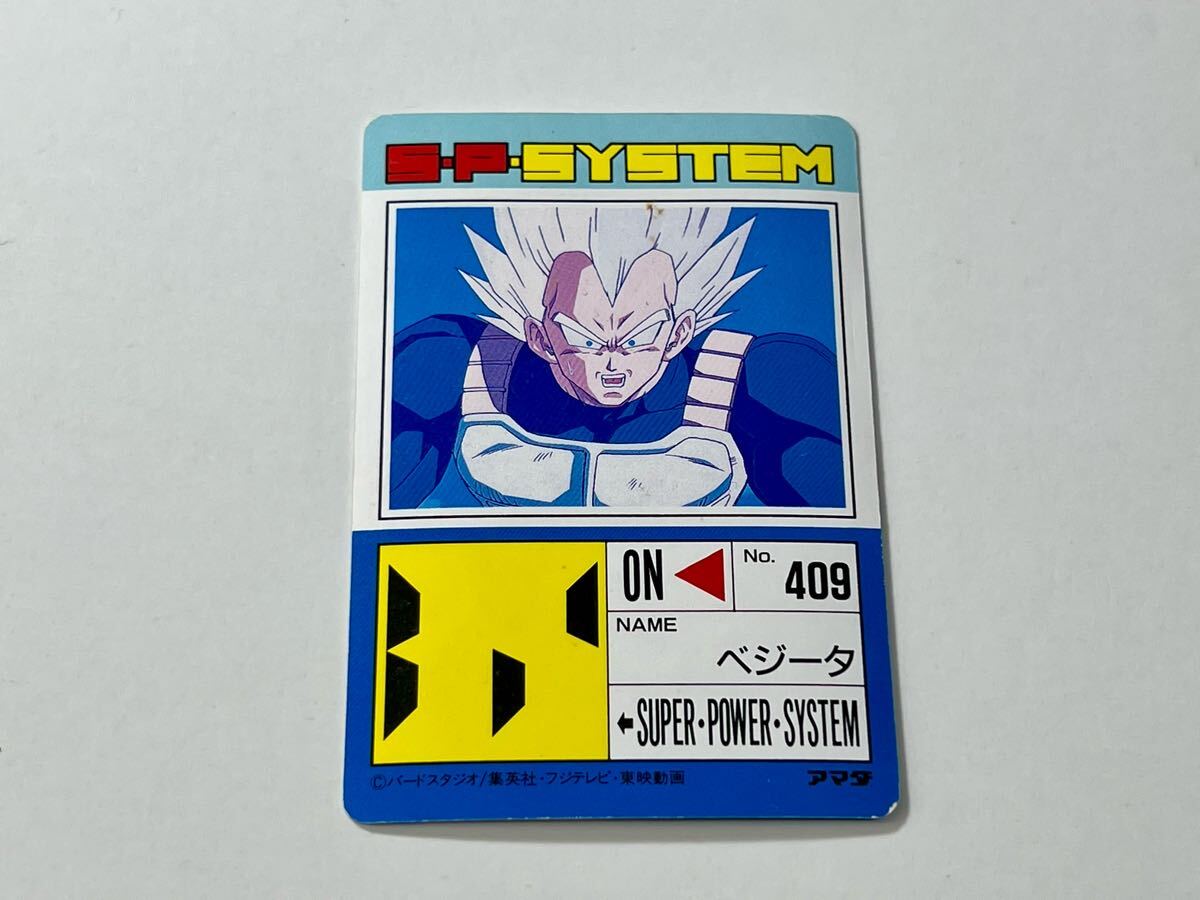 S・P・SYSTEM
ON
No. 409
NAME
ベジータ
SUPER・POWER・SYSTEM
©バードスタジオ/集英社・フジテレビ・東映動画
アマダ